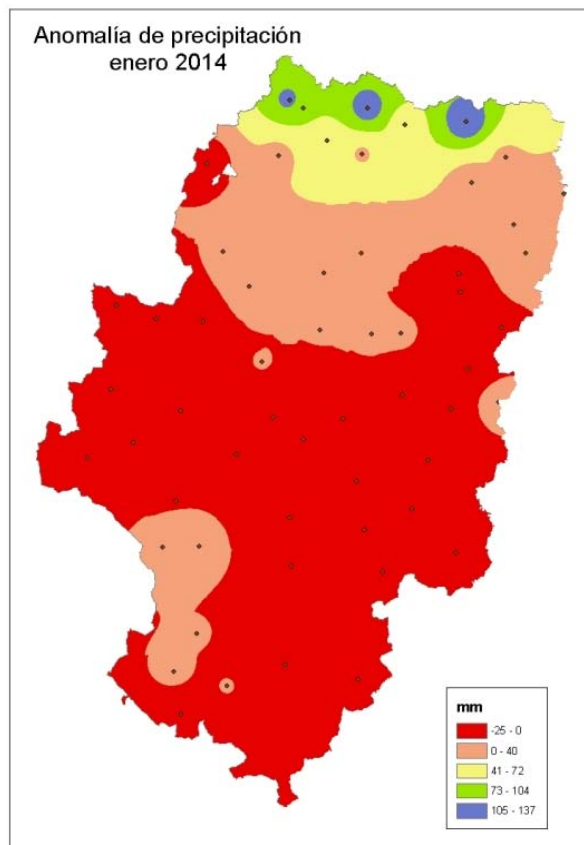 Anomalía de precipitación
enero 2014
mm
-25 - 0
0 - 40
41 - 72
73 - 104
105 - 137